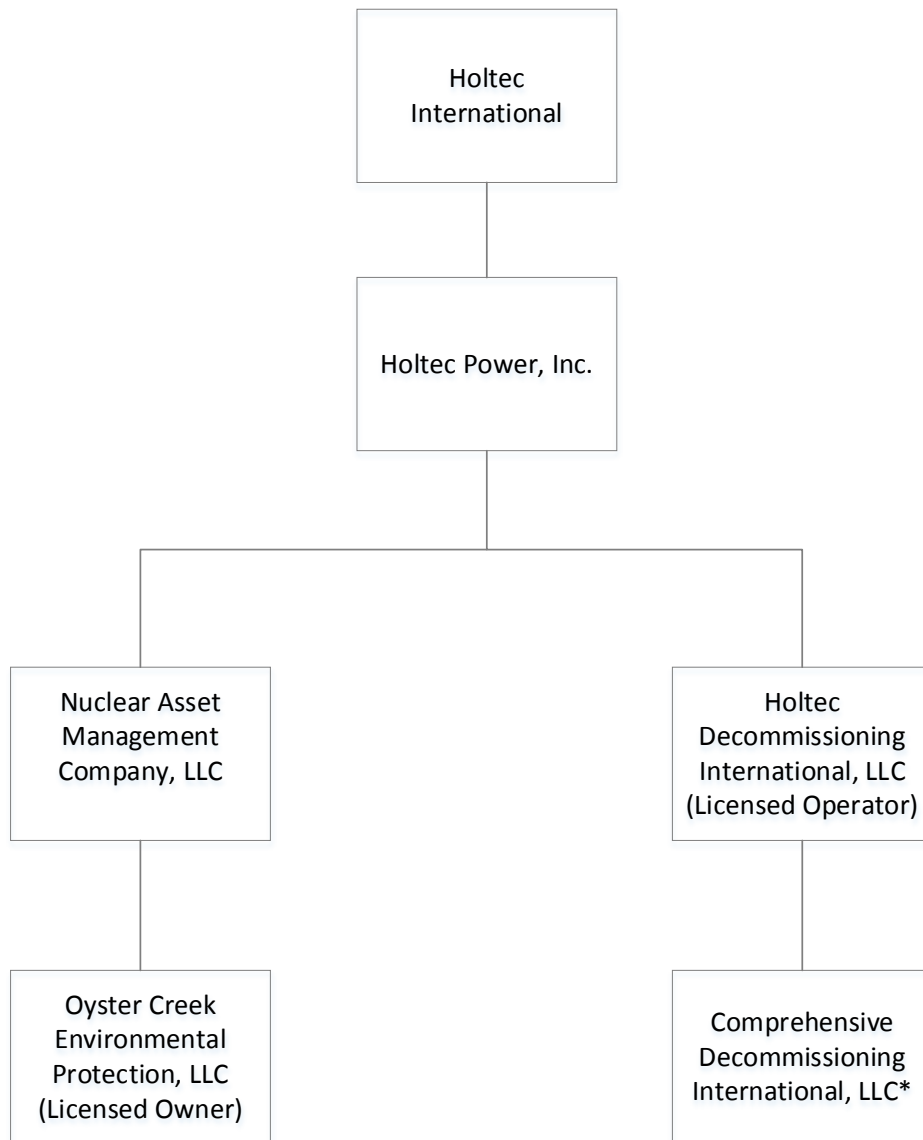 Holtec
International
Holtec Power, Inc.
Nuclear Asset
Management
Company, LLC
Holtec
Decommissioning
International, LLC
(Licensed Operator)
Oyster Creek
Environmental
Protection, LLC
(Licensed Owner)
Comprehensive
Decommissioning
International, LLC*